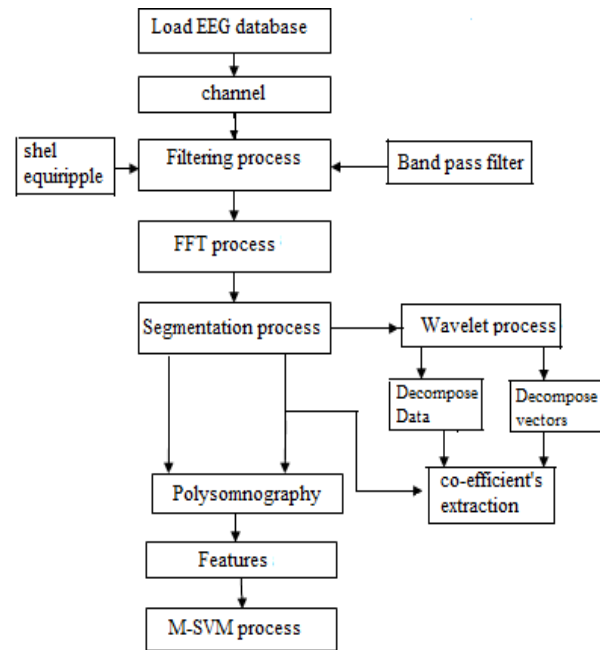 Load EEG database
channel
shel
equiripple
Filtering process
Band pass filter
FFT process
Segmentation process
Wavelet process
Decompose
Data
Decompose
vectors
Polysomnography
co-efficient's
extraction
Features
M-SVM process